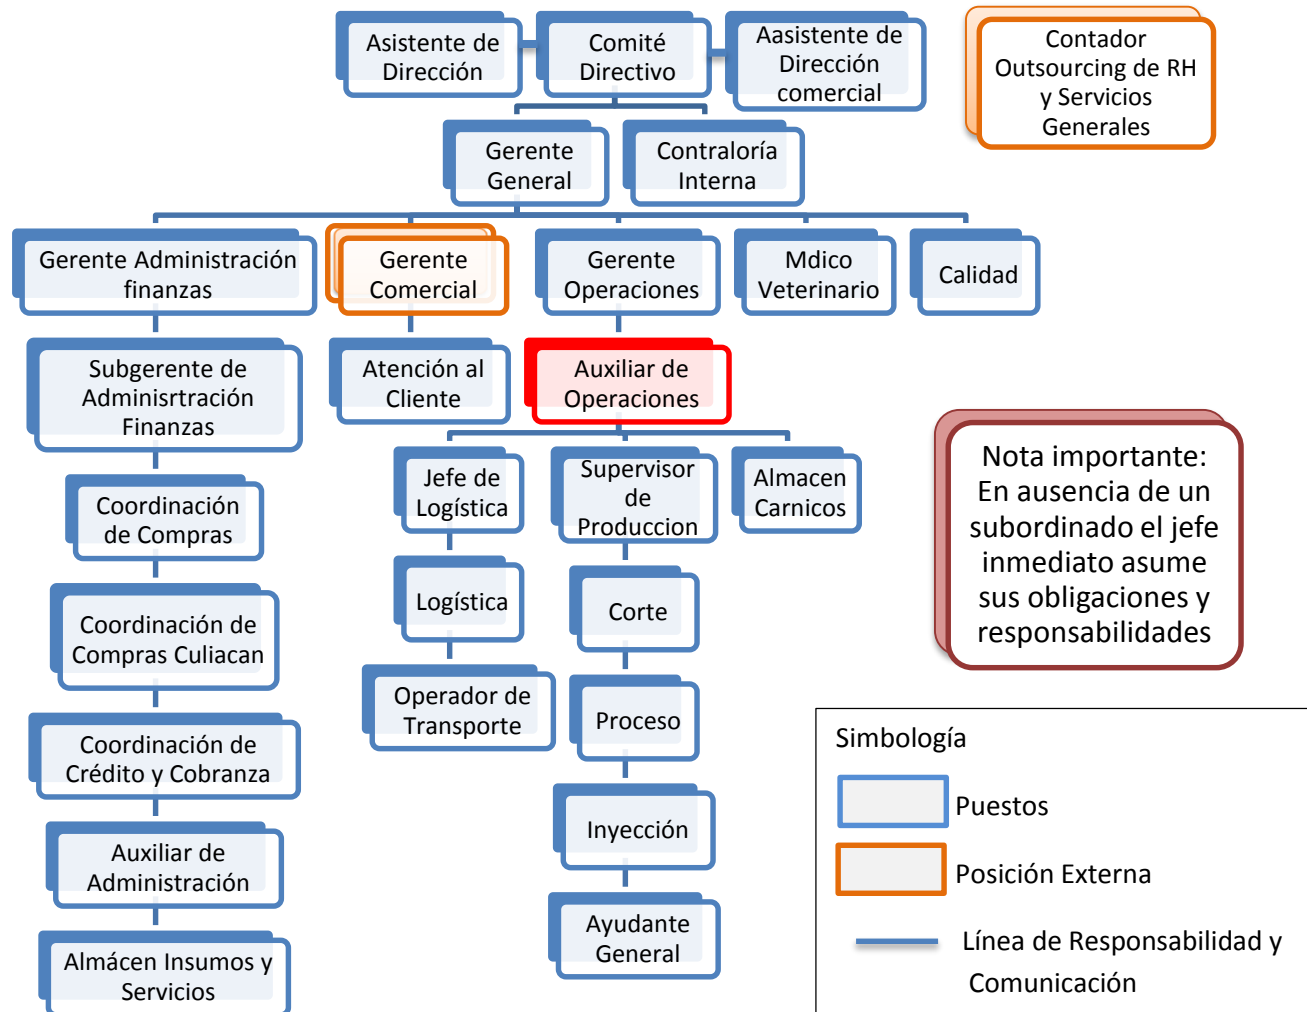 Asistente de
Dirección
Comité
Directivo
Aasistente de
Dirección
comercial
Contador
Outsourcing de RH
y Servicios
Generales
Gerente
General
Contraloría
Interna
Gerente Administración
finanzas
Gerente
Comercial
Gerente
Operaciones
Mdico
Veterinario
Calidad
Subgerente de
Adminisrtración
Finanzas
Atención al
Cliente
Auxiliar de
Operaciones
Coordinación
de Compras
Jefe de
Logística
Supervisor
de
Produccion
Almacen
Carnicos
Nota importante:
En ausencia de un
subordinado el jefe
inmediato asume
sus obligaciones y
responsabilidades
Coordinación de
Compras Culiacan
Logística
Corte
Coordinación de
Crédito y Cobranza
Operador de
Transporte
Proceso
Auxiliar de
Administración
Inyección
Almácen Insumos y
Servicios
Ayudante
General
Simbología
Puestos
Posición Externa
Línea de Responsabilidad y
Comunicación